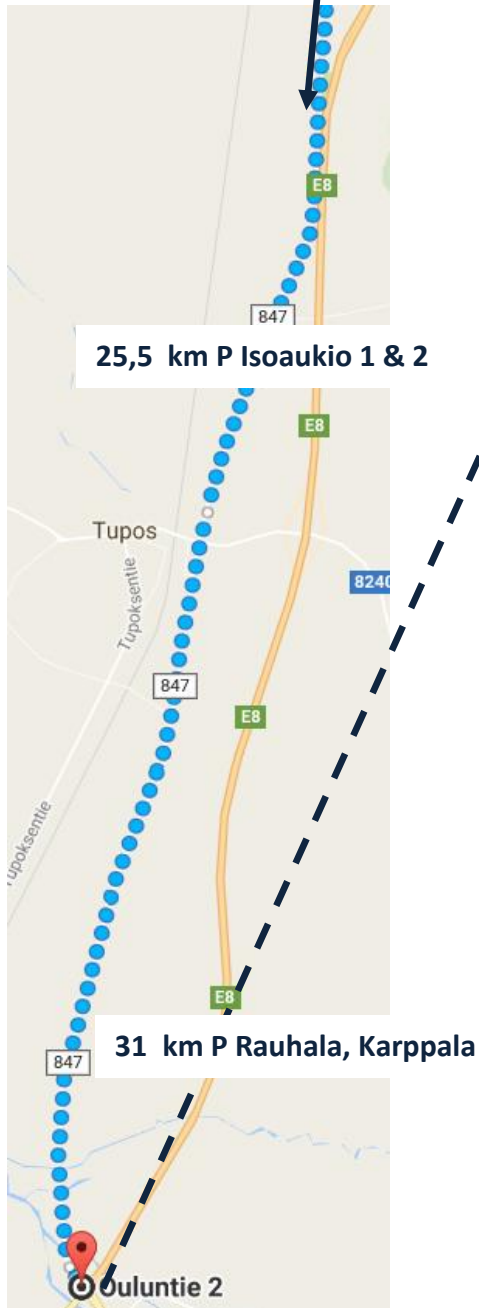 E8
847
25,5 km P Isoaukio 1 & 2
E8
Tupos
Tupoksentie
8240
847
E8
Tupoksentie
E8
31 km P Rauhala, Karppala
847
Ouluntie 2